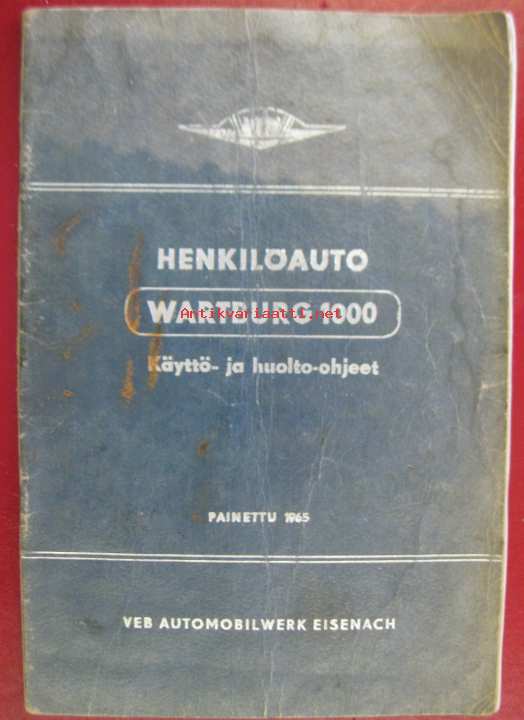 HENKILÖAUTO
WARTBURG 1000
Antikvariaatti.net
Käyttö- ja huolto-ohjeet
PAINETTU 1965
VEB AUTOMOBILWERK EISENACH